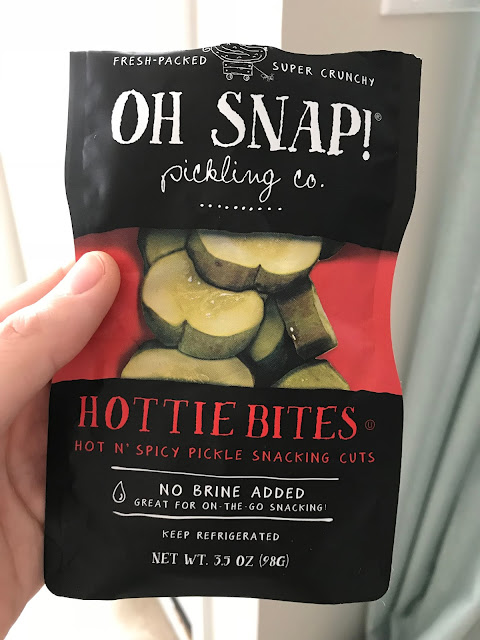 FRESH-PACKED SUPER CRUNCHY
OH SNAP!®
pickling co.
HOTTIE BITES
HOT N' SPICY PICKLE SNACKING CUTS
NO BRINE ADDED
GREAT FOR ON-THE-GO SNACKING!
KEEP REFRIGERATED
NET WT. 3.5 OZ (98G)